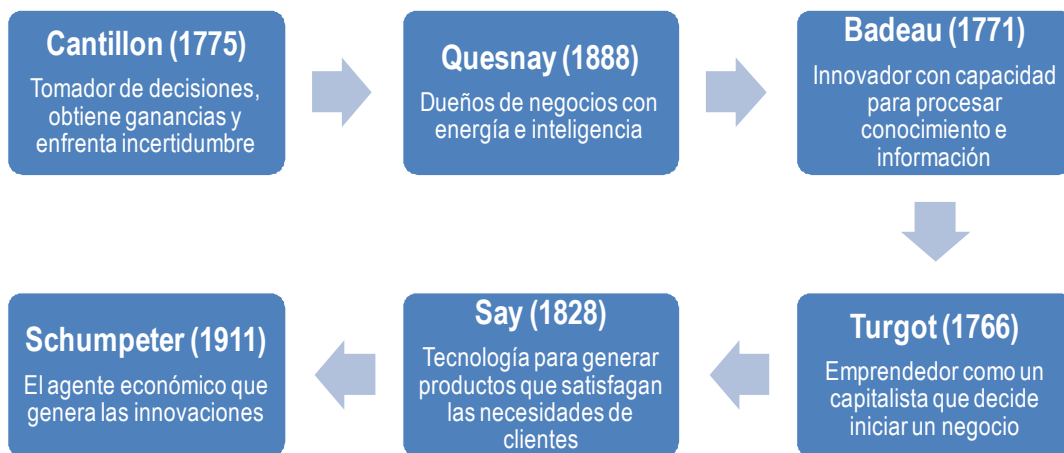 Cantillon (1775)
Tomador de decisiones,
obtiene ganancias y
enfrenta incertidumbre
Quesnay (1888)
Dueños de negocios con
energía e inteligencia
Badeau (1771)
Innovador con capacidad
para procesar
conocimiento e
información
Turgot (1766)
Emprendedor como un
capitalista que decide
iniciar un negocio
Say (1828)
Tecnología para generar
productos que satisfagan
las necesidades de
clientes
Schumpeter (1911)
El agente económico que
genera las innovaciones